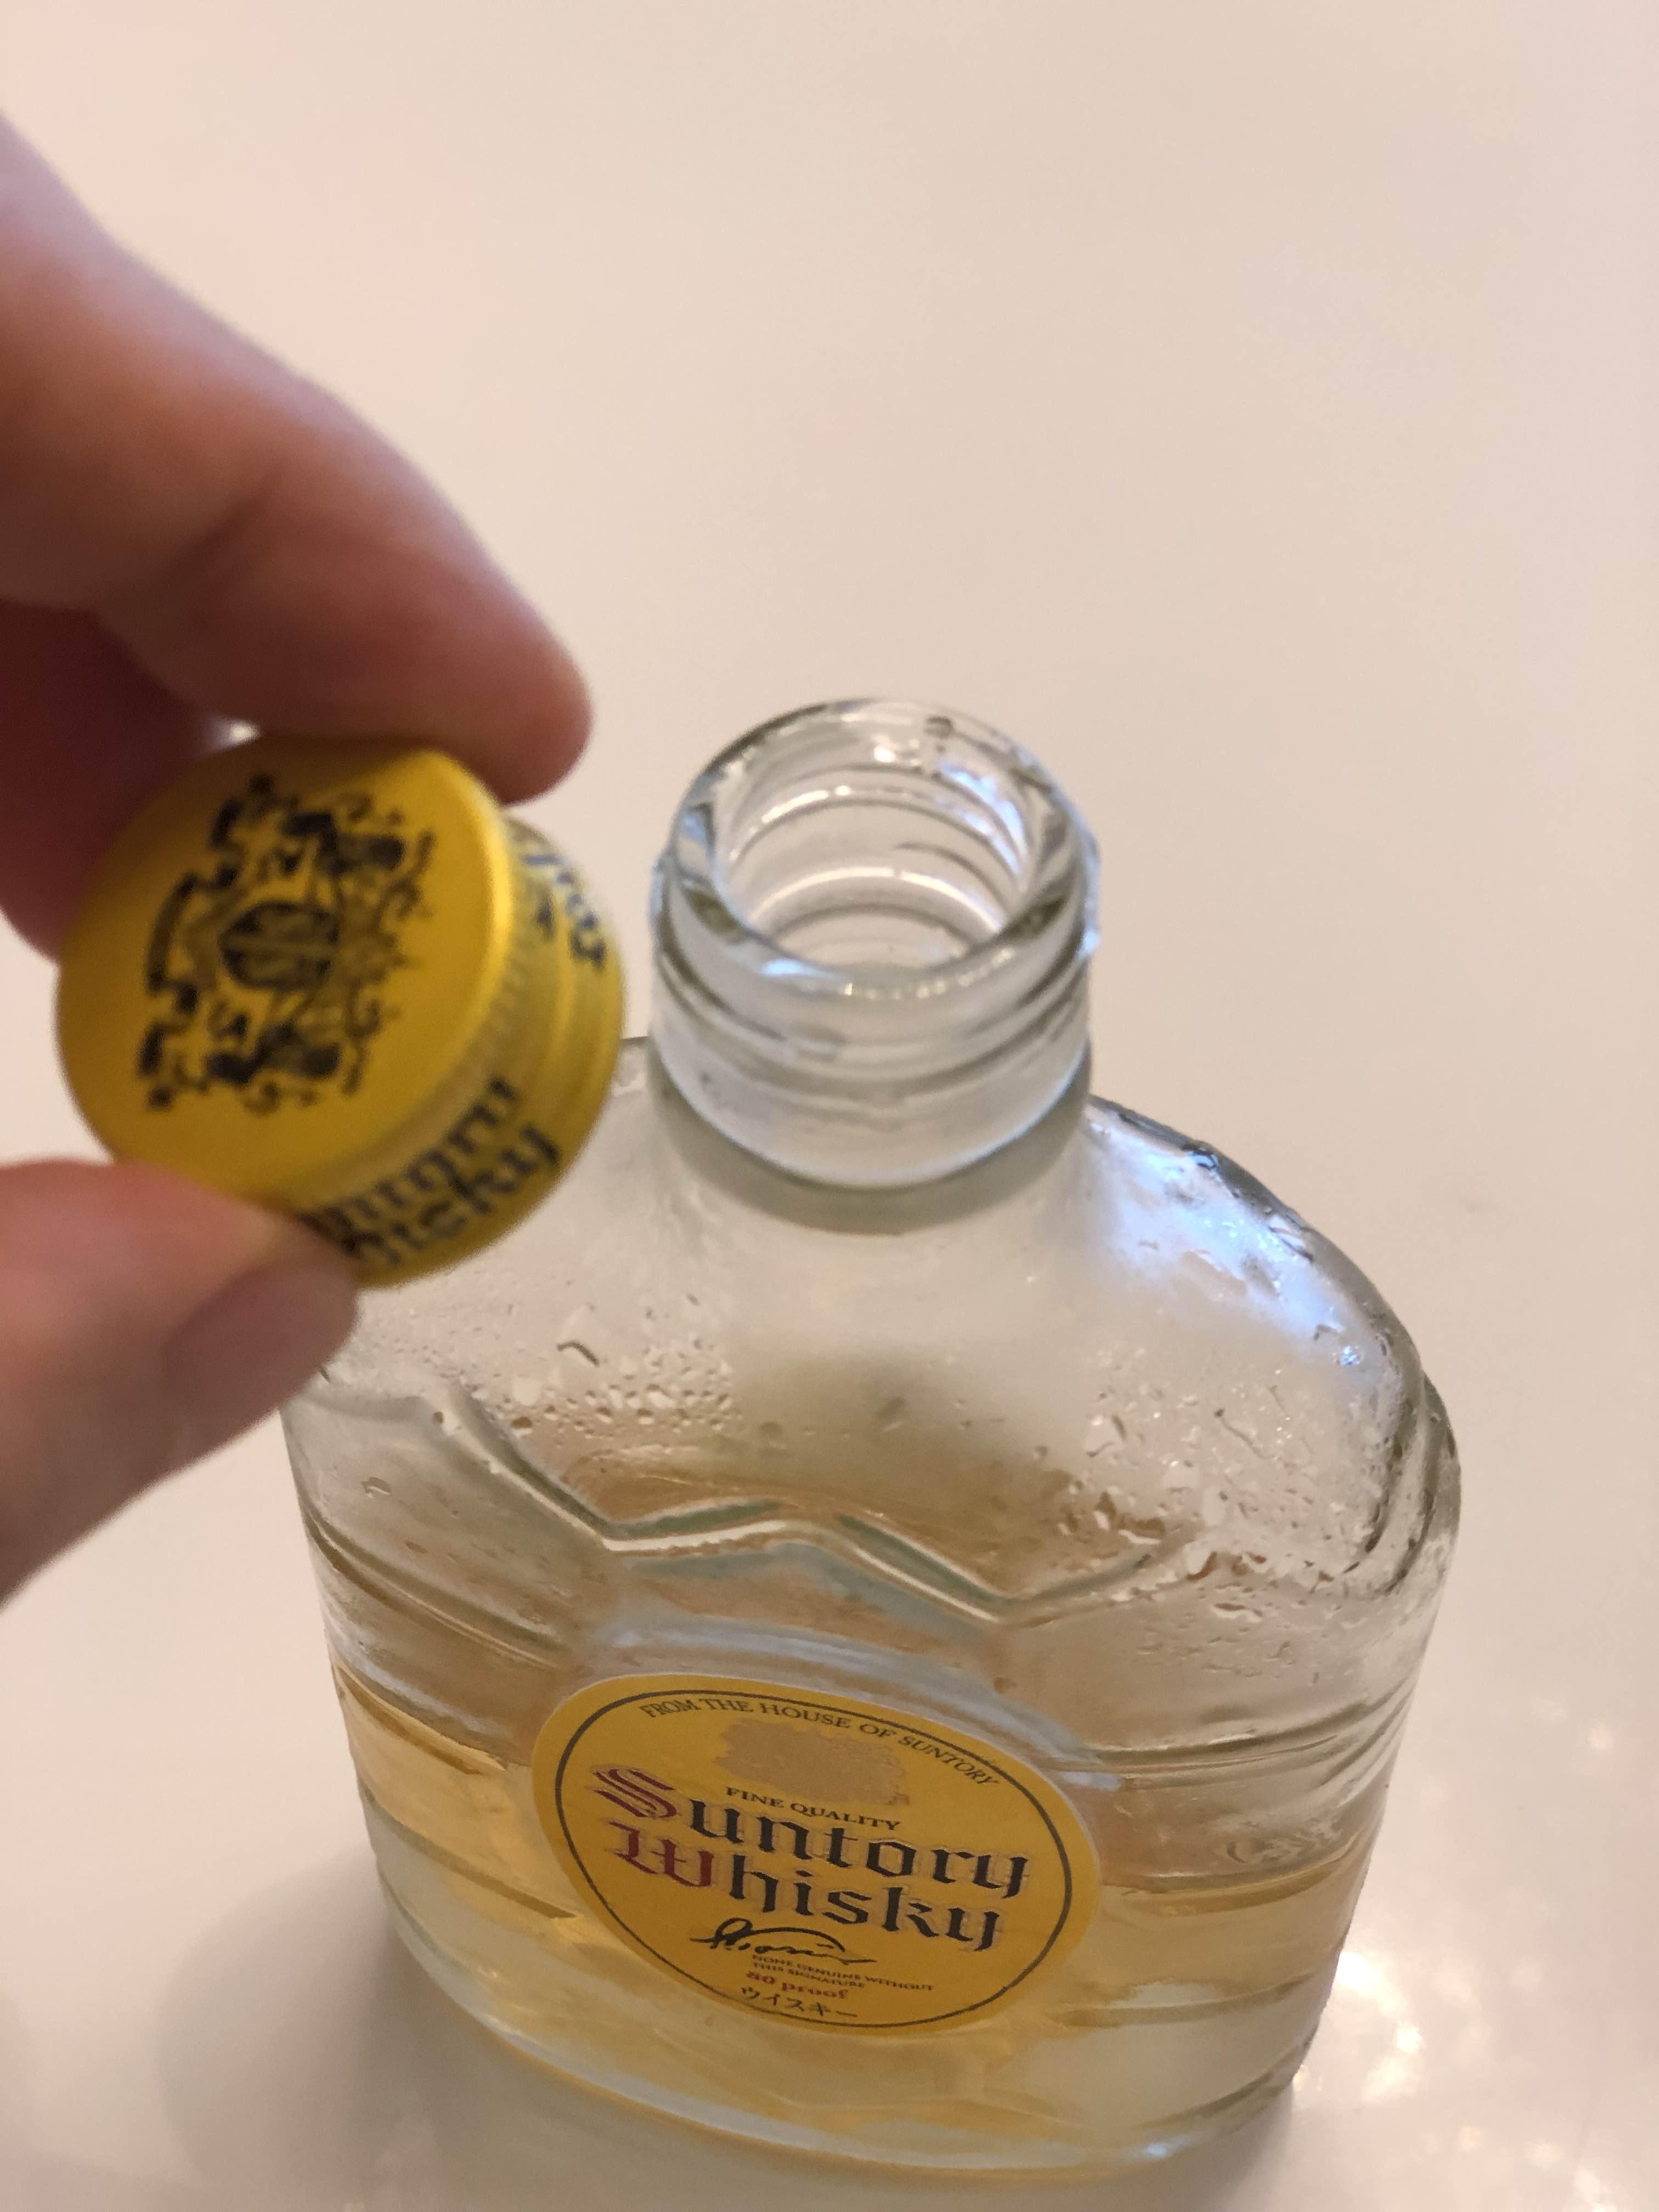 FROM THE HOUSE OF SUNTORY
FINE QUALITY
Suntory
Whisky
NONE GENUINE WITHOUT
THIS SIGNATURE
80 proof
ウイスキー